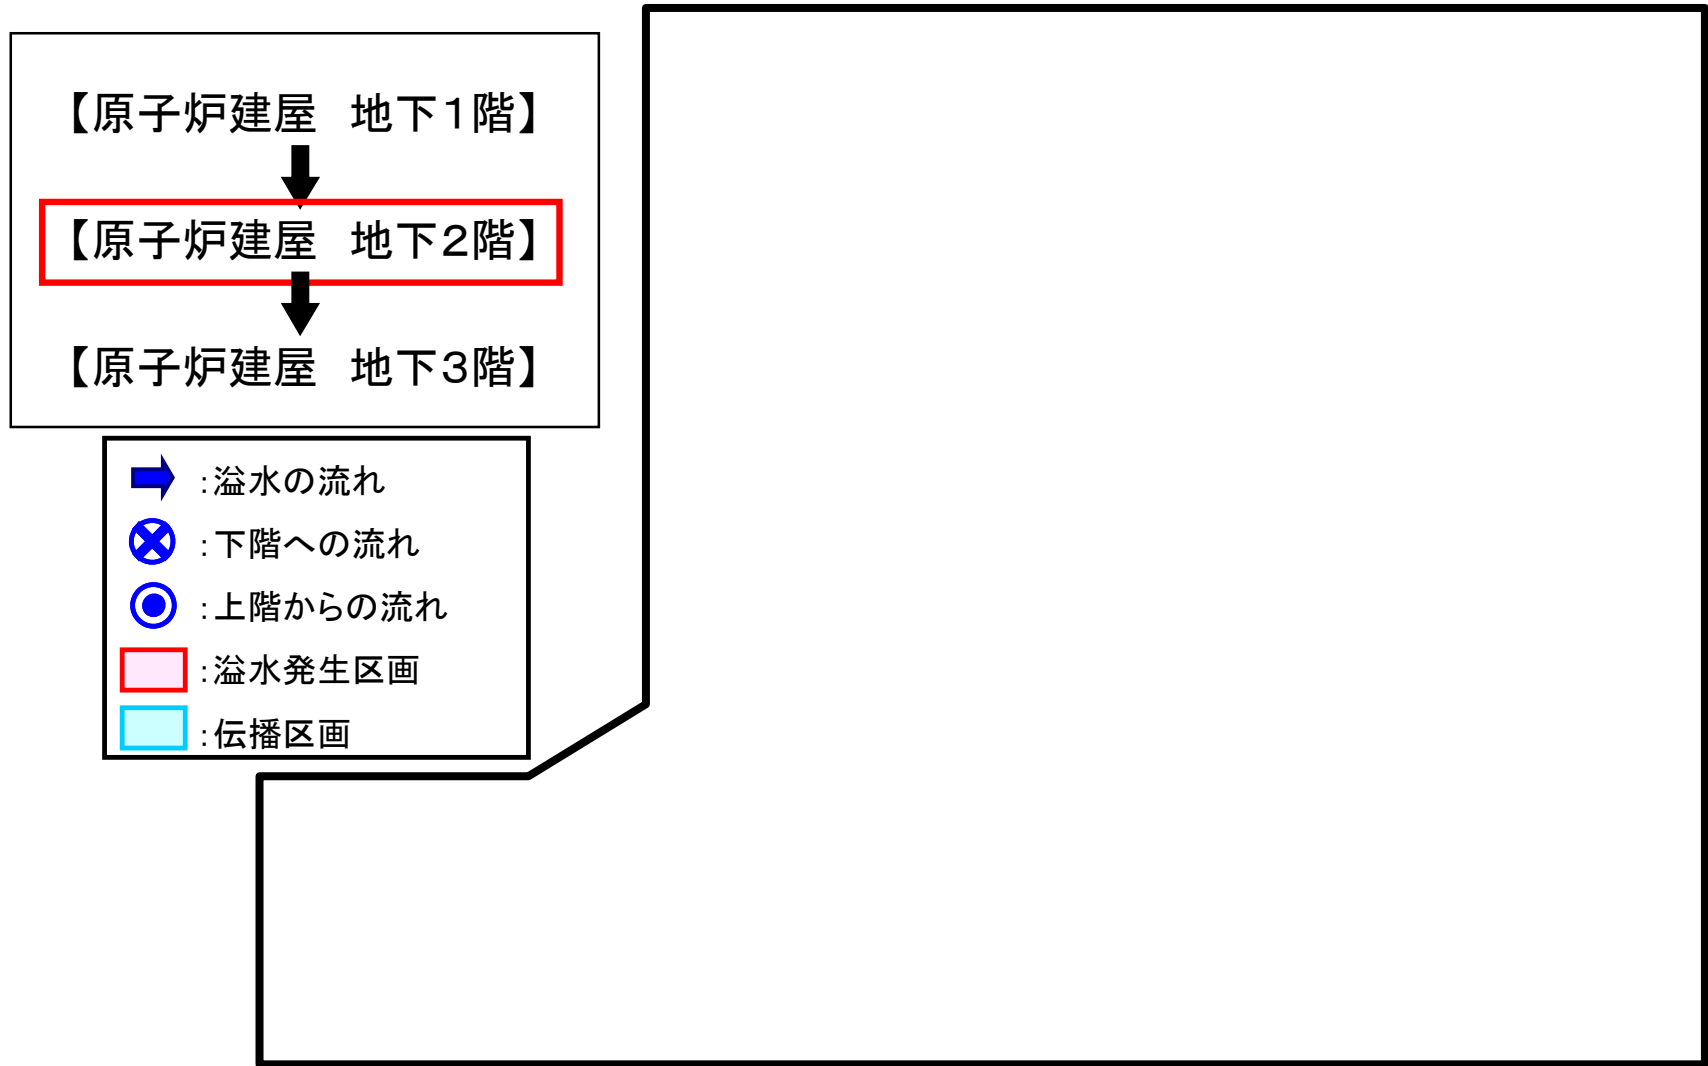 【原子炉建屋　地下１階】
【原子炉建屋　地下２階】
【原子炉建屋　地下３階】
：溢水の流れ
：下階への流れ
：上階からの流れ
：溢水発生区画
：伝播区画